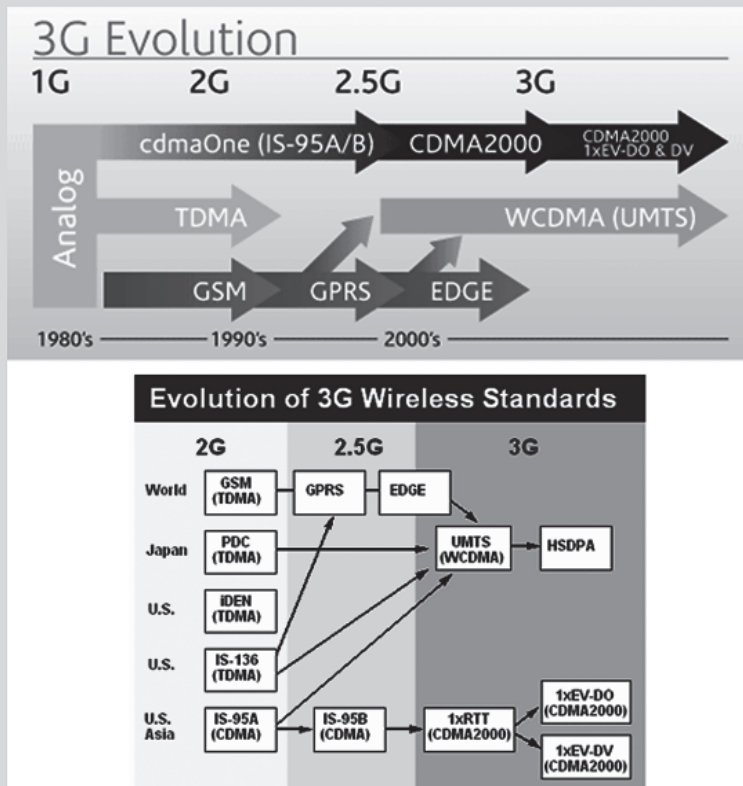 3G Evolution
1G 2G 2.5G 3G
Analog
cdmaOne (IS-95A/B)
CDMA2000
CDMA2000
1xEV-DO & DV
TDMA
WCDMA (UMTS)
GSM
GPRS
EDGE
1980's 1990's 2000's
Evolution of 3G Wireless Standards
2G 2.5G 3G
World
GSM
(TDMA)
GPRS
EDGE
Japan
PDC
(TDMA)
UMTS
(WCDMA)
HSDPA
U.S.
iDEN
(TDMA)
U.S.
IS-136
(TDMA)
U.S.
Asia
IS-95A
(CDMA)
IS-95B
(CDMA)
1xRTT
(CDMA2000)
1xEV-DO
(CDMA2000)
1xEV-DV
(CDMA2000)